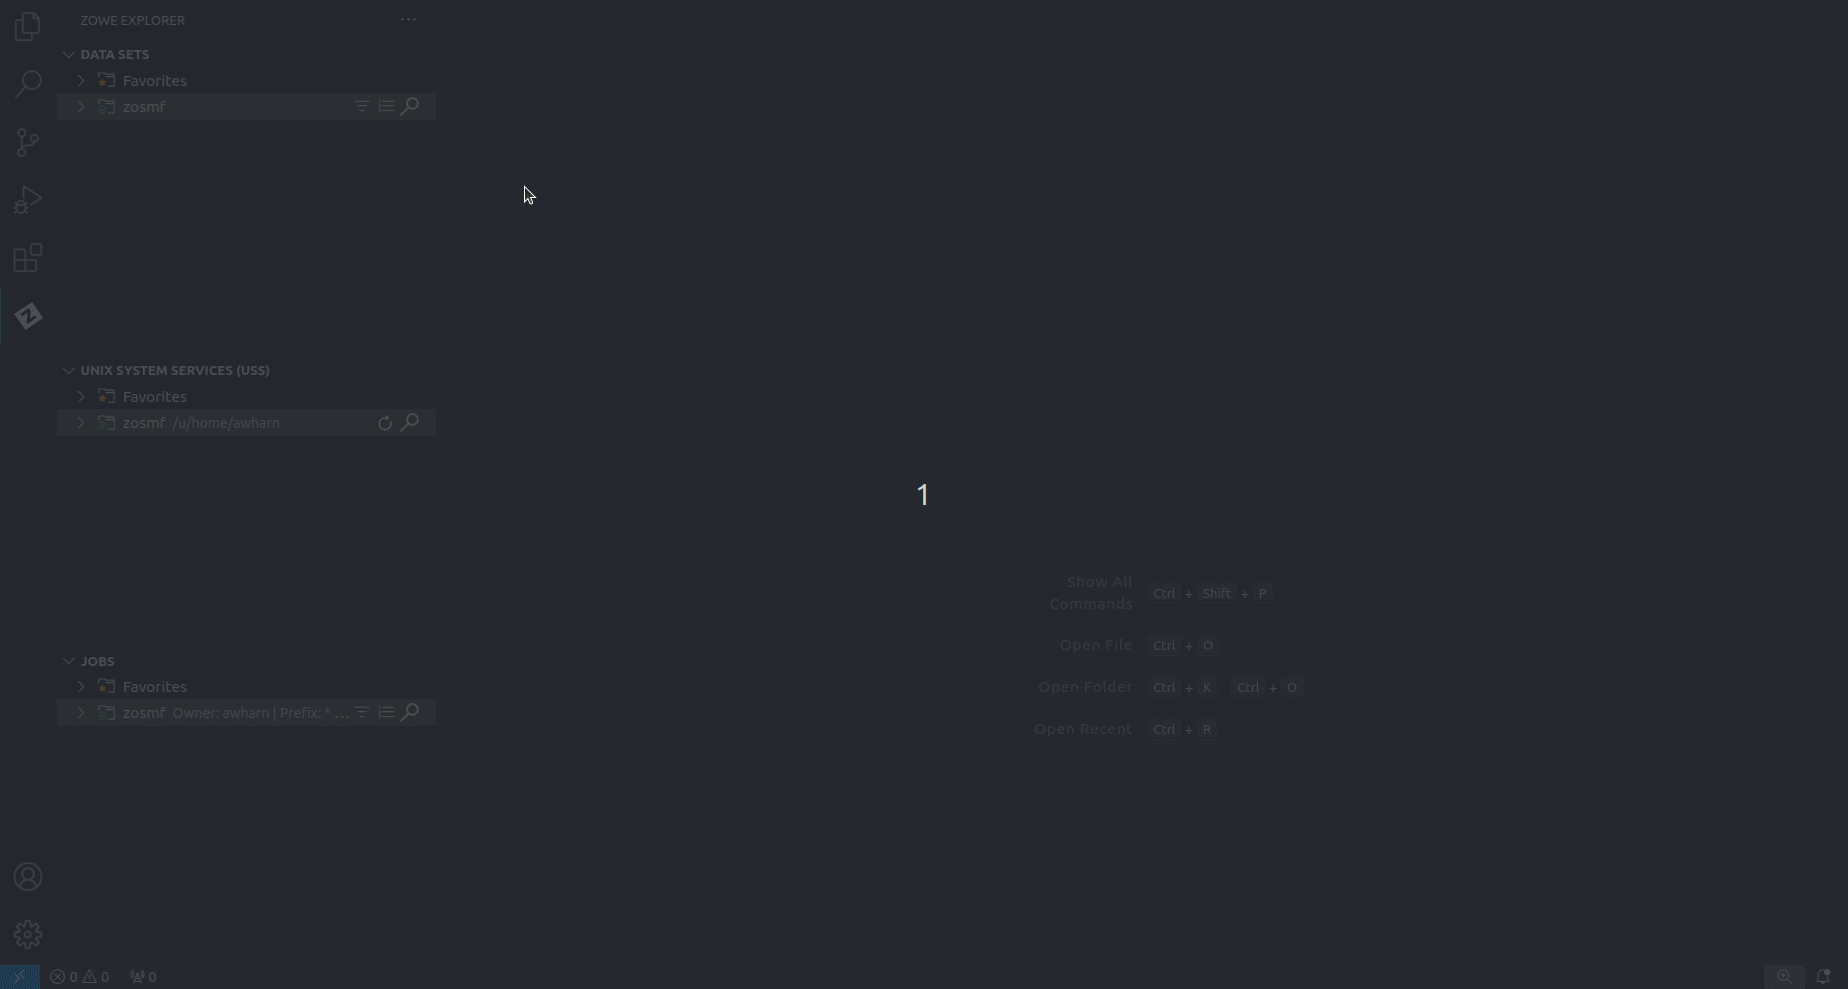 ZOWE EXPLORER
DATA SETS
Favorites
zosmf
UNIX SYSTEM SERVICES (USS)
Favorites
zosmf /u/home/awharn
1
Show All Commands Ctrl + Shift + P
Open File Ctrl + O
JOBS
Favorites
Open Folder Ctrl + K Ctrl + O
zosmf Owner: awharn | Prefix: * ...
Open Recent Ctrl + R
0 0 0